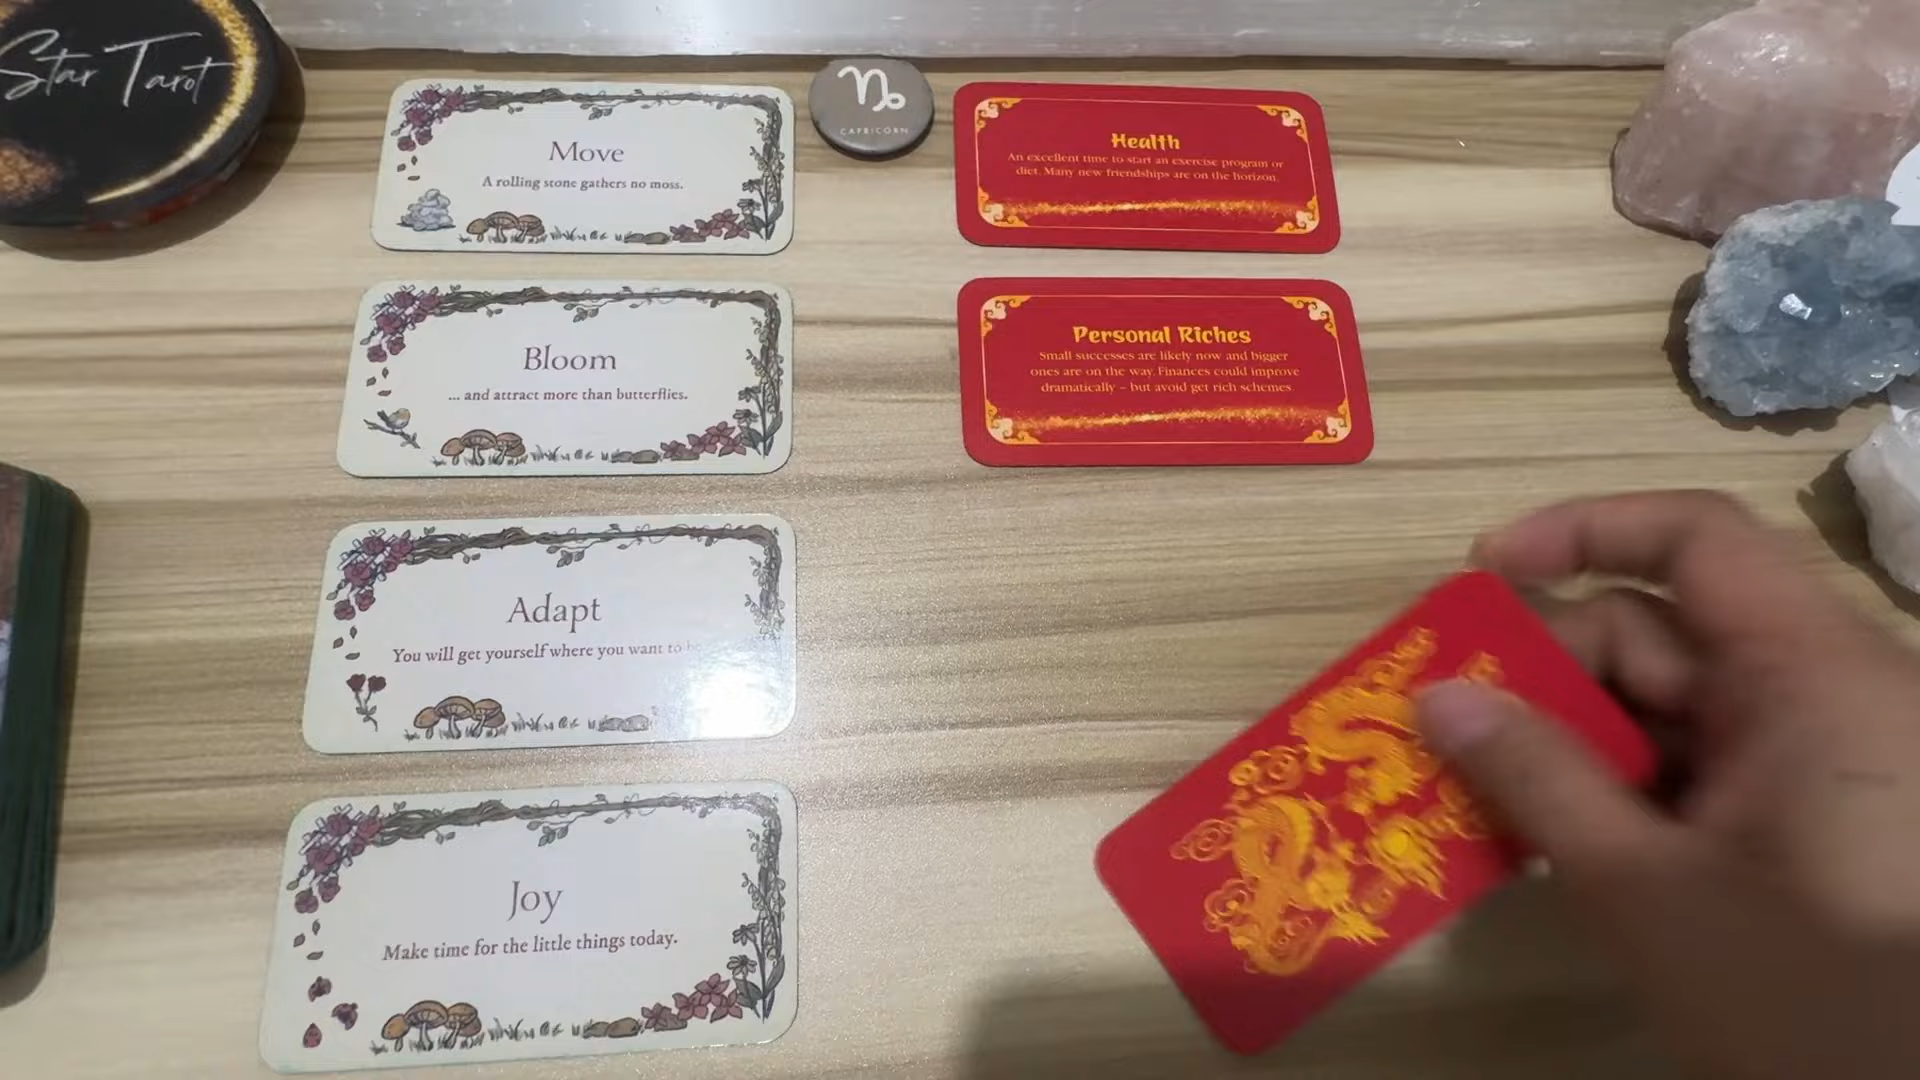 Star Tarot
Move
A rolling stone gathers no moss.
Bloom
... and attract more than butterflies.
Adapt
You will get yourself where you want to be
Joy
Make time for the little things today.
CAPRICORN
Health
An excellent time to start an exercise program or
diet. Many new friendships are on the horizon.
Personal Riches
Small successes are likely now and bigger
ones are on the way. Finances could improve
dramatically – but avoid get rich schemes.